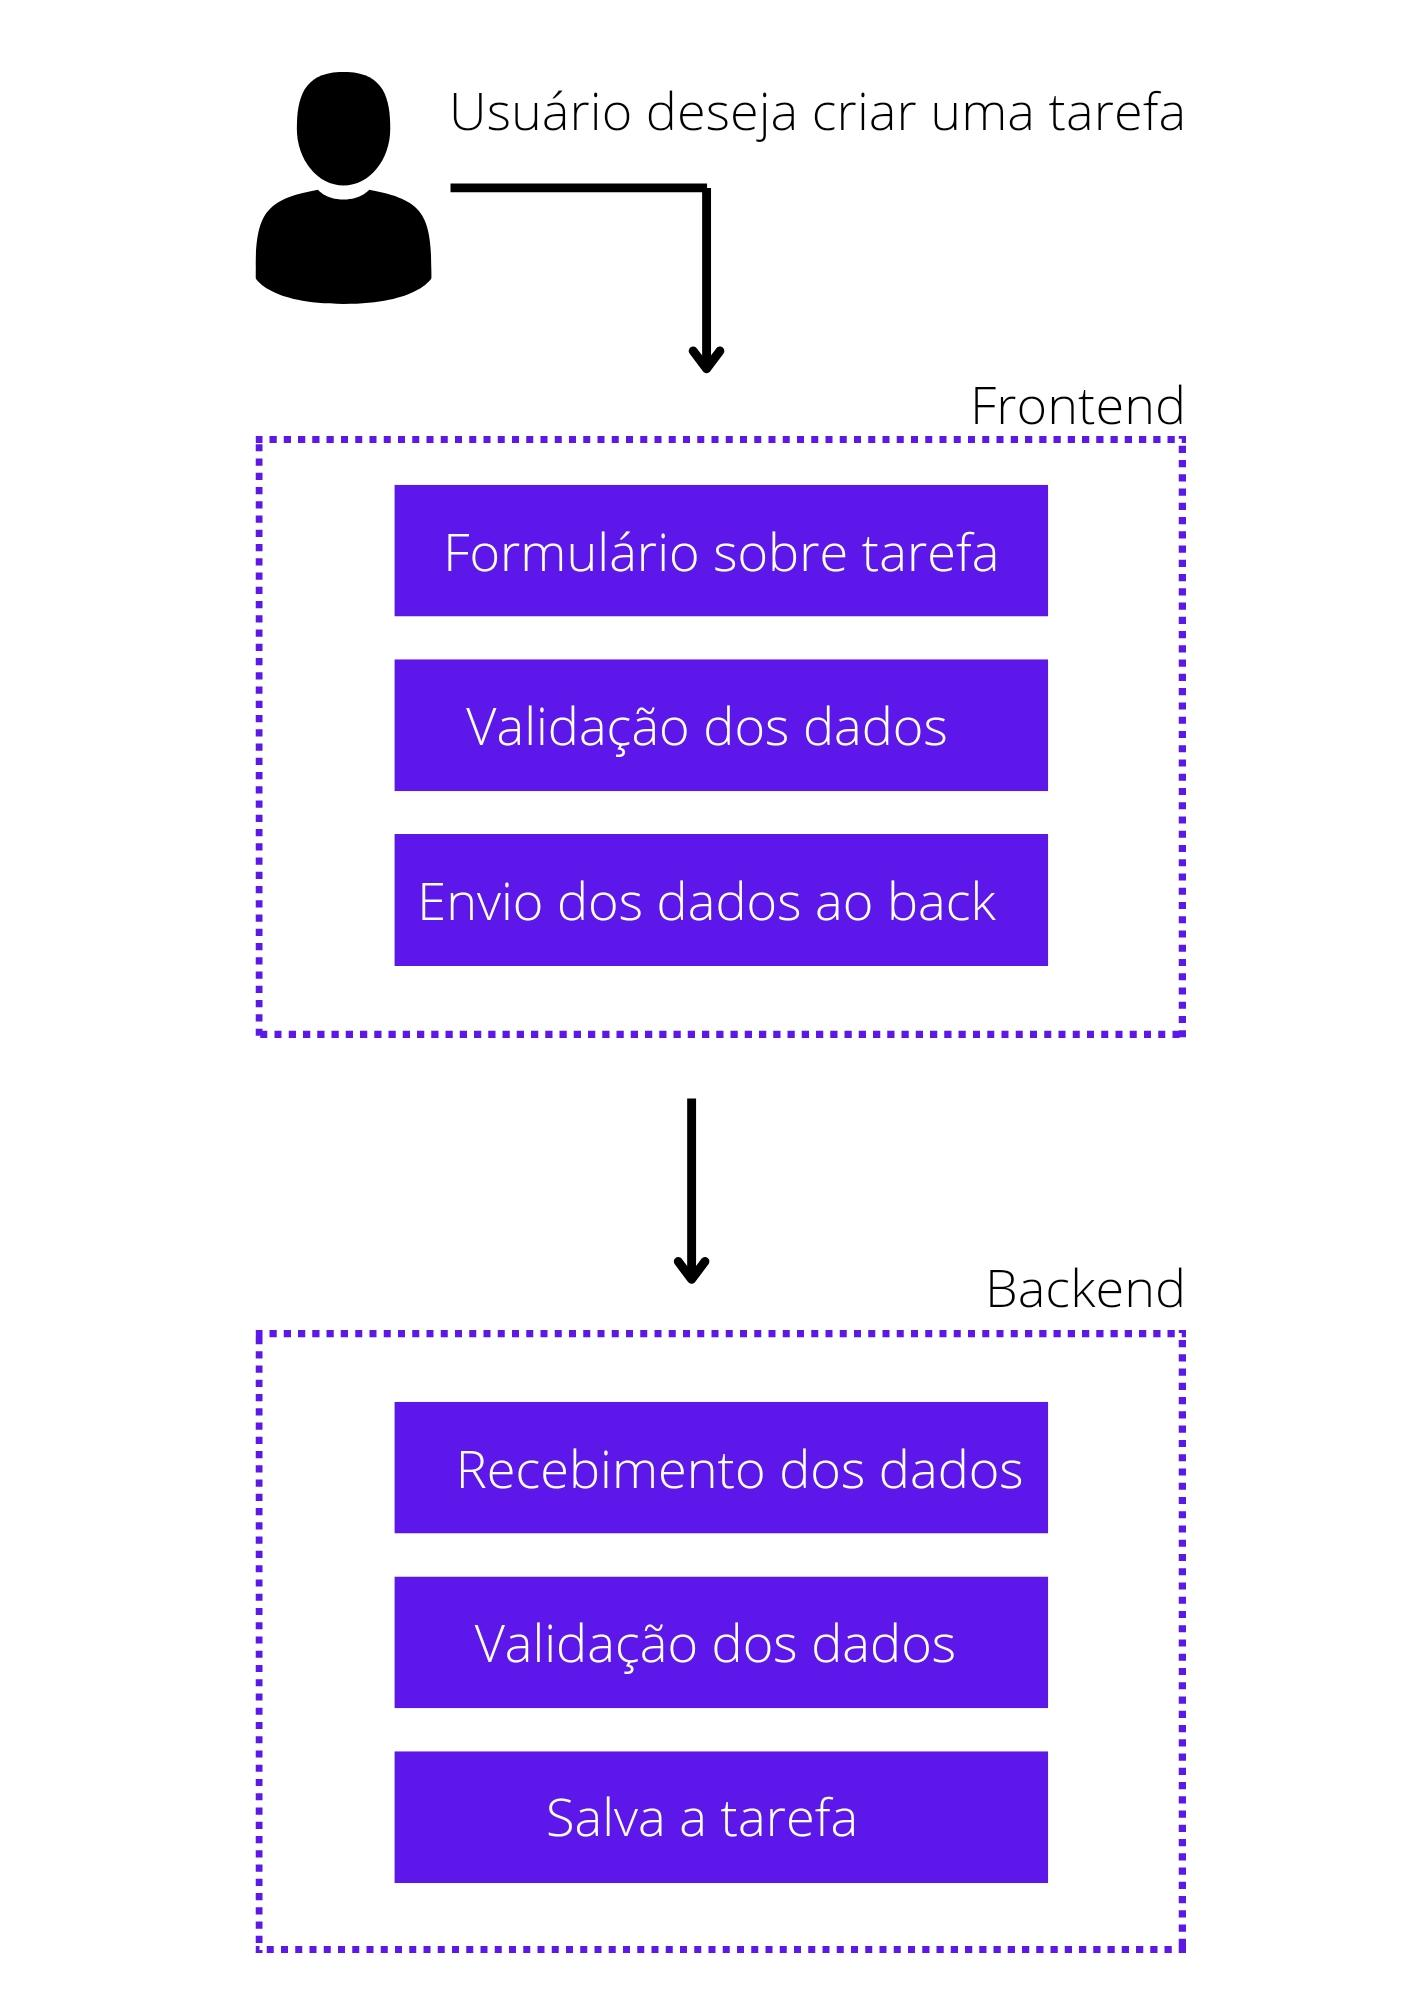 Usuário deseja criar uma tarefa
Frontend
Formulário sobre tarefa
Validação dos dados
Envio dos dados ao back
Backend
Recebimento dos dados
Validação dos dados
Salva a tarefa